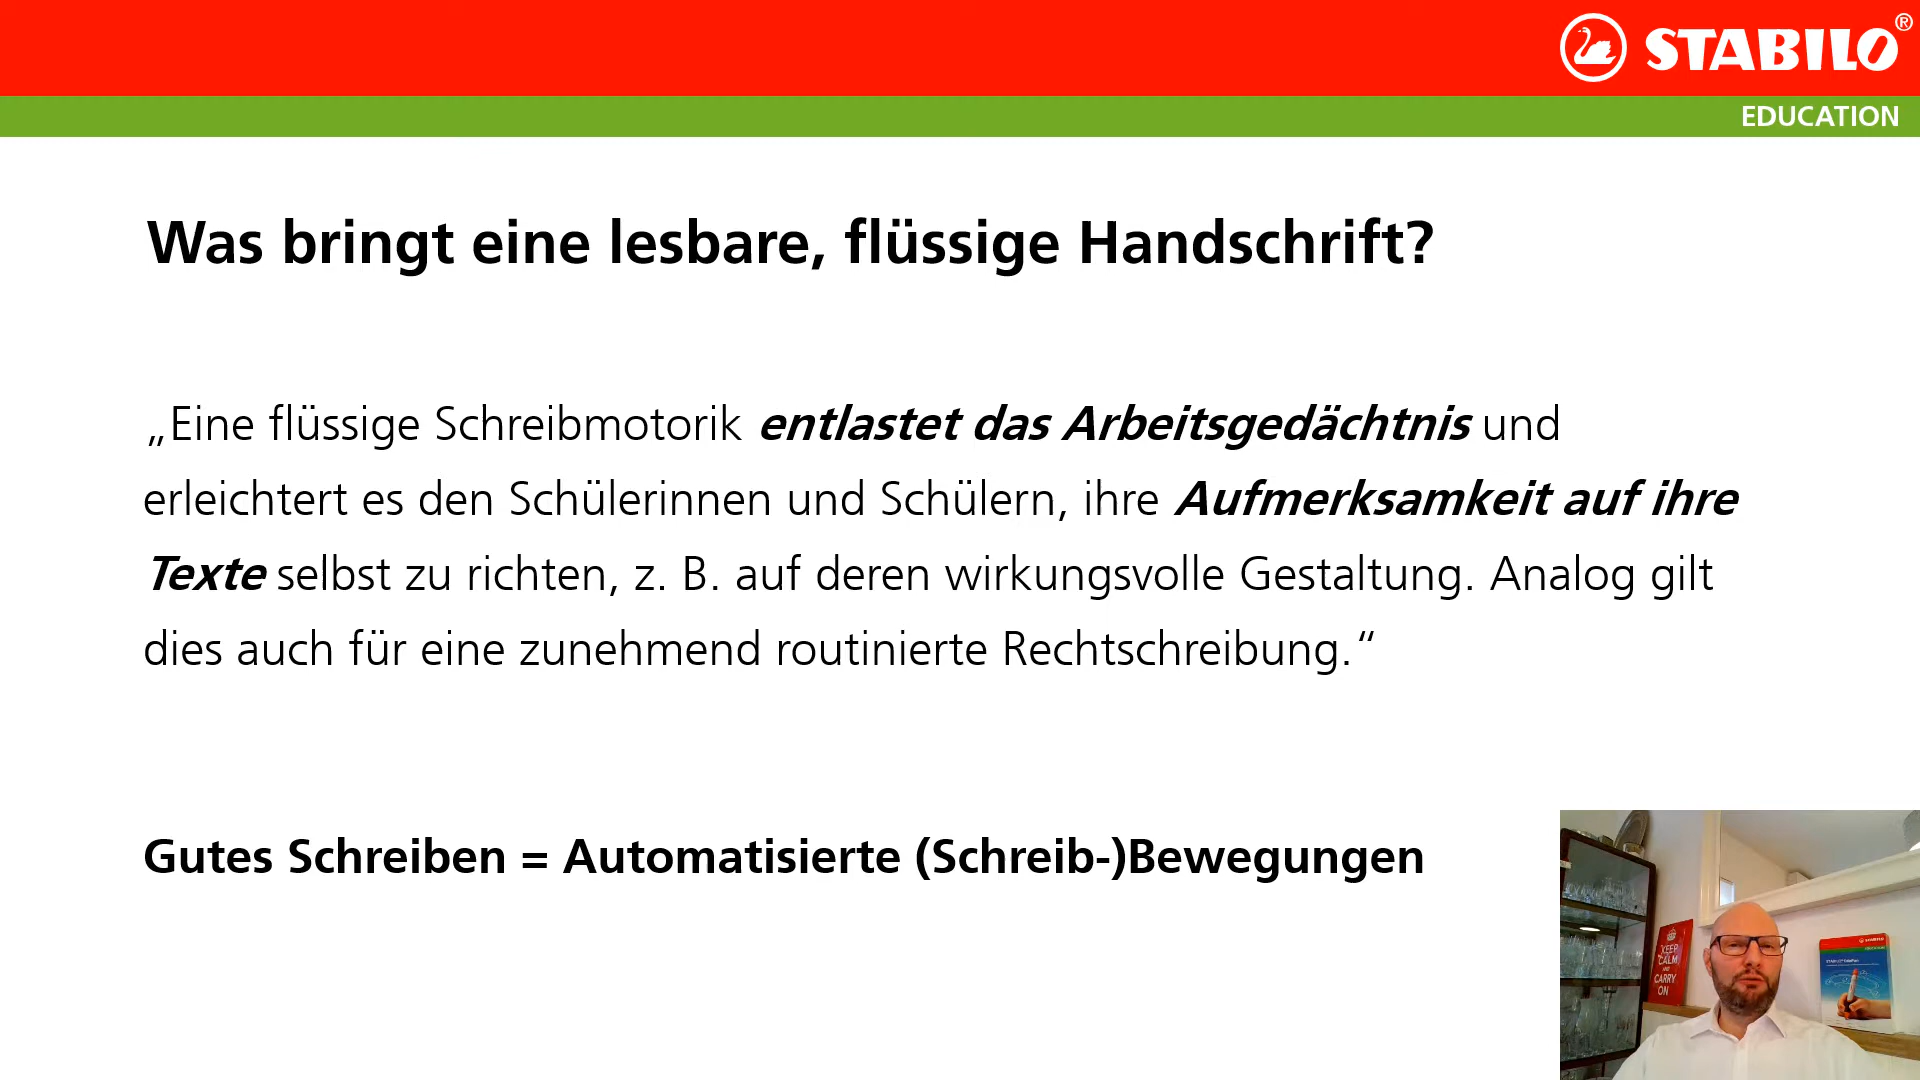 STABILO®
EDUCATION
Was bringt eine lesbare, flüssige Handschrift?
„Eine flüssige Schreibmotorik entlastet das Arbeitsgedächtnis und
erleichtert es den Schülerinnen und Schülern, ihre Aufmerksamkeit auf ihre
Texte selbst zu richten, z. B. auf deren wirkungsvolle Gestaltung. Analog gilt
dies auch für eine zunehmend routinierte Rechtschreibung.“
Gutes Schreiben = Automatisierte (Schreib-)Bewegungen
KEEP
CALM
AND
CARRY
ON
STABILO